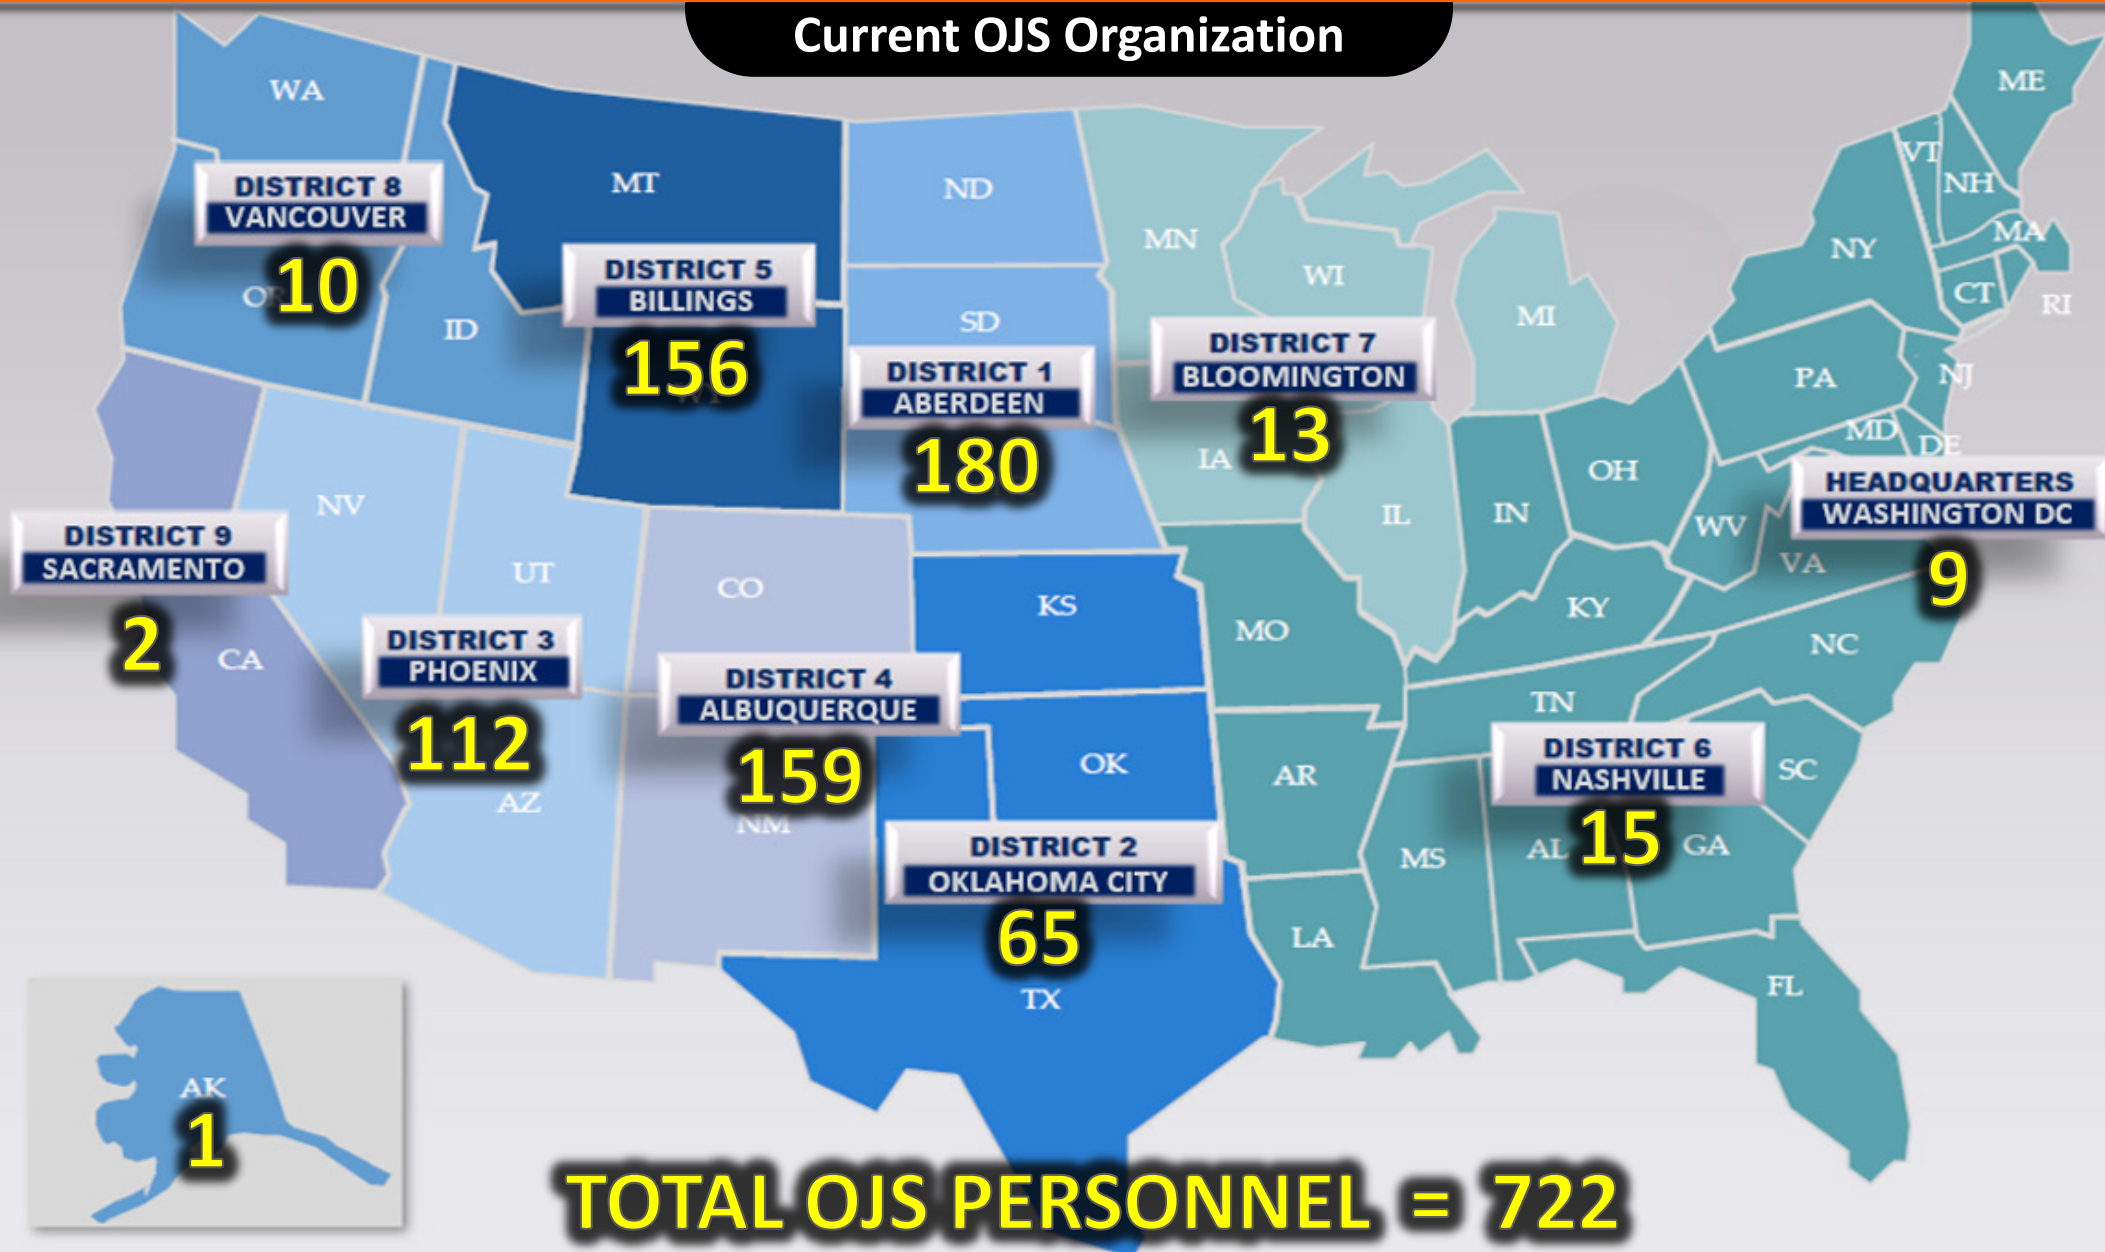 Current OJS Organization
WA
ME
VT
NH
MT
ND
DISTRICT 8
VANCOUVER
10
MN
WI
NY
MA
DISTRICT 5
BILLINGS
156
CT
RI
ID
SD
MI
DISTRICT 7
BLOOMINGTON
13
DISTRICT 1
ABERDEEN
180
PA
NJ
MD
DE
IA
OH
HEADQUARTERS
WASHINGTON DC
9
NV
IL
IN
WV
VA
DISTRICT 9
SACRAMENTO
2
UT
CO
KS
KY
MO
CA
NC
DISTRICT 3
PHOENIX
112
DISTRICT 4
ALBUQUERQUE
159
TN
AZ
NM
OK
AR
DISTRICT 6
NASHVILLE
15
SC
MS
AL
GA
DISTRICT 2
OKLAHOMA CITY
65
LA
TX
FL
AK
1
TOTAL OJS PERSONNEL = 722